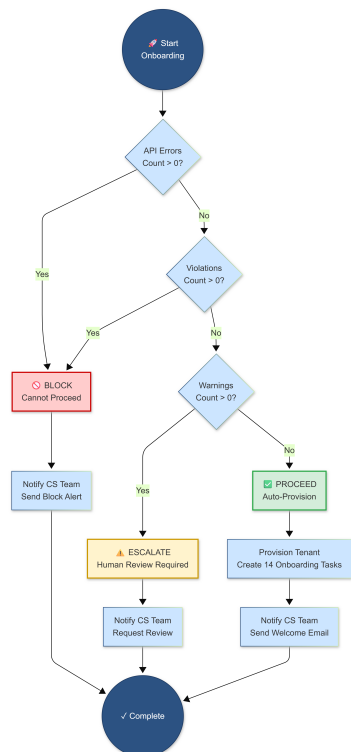 🚀 Start
Onboarding
API Errors
Count > 0?
No
Violations
Count > 0?
Yes
Yes
No
Warnings
Count > 0?
🚫 BLOCK
Cannot Proceed
No
Notify CS Team
Send Block Alert
Yes
✅ PROCEED
Auto-Provision
⚠️ ESCALATE
Human Review Required
Provision Tenant
Create 14 Onboarding Tasks
Notify CS Team
Request Review
Notify CS Team
Send Welcome Email
✓ Complete